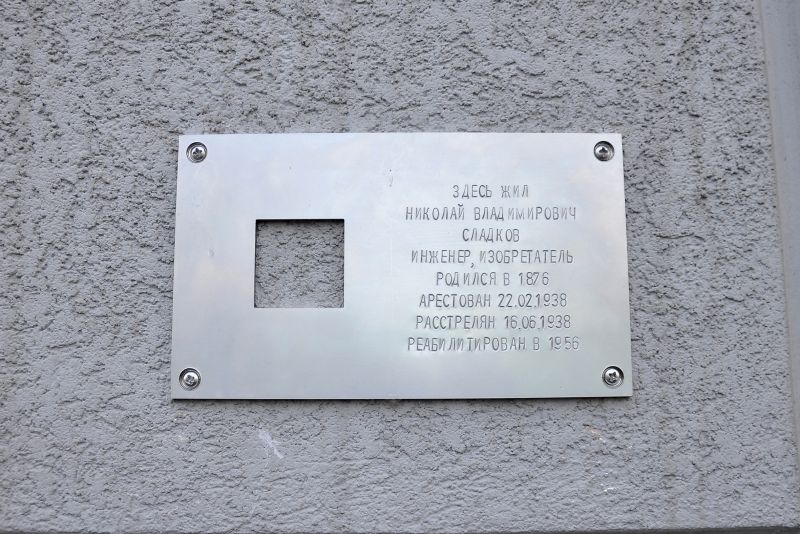 ЗДЕСЬ ЖИЛ
НИКОЛАЙ ВЛАДИМИРОВИЧ
СЛАДКОВ
ИНЖЕНЕР, ИЗОБРЕТАТЕЛЬ
РОДИЛСЯ В 1876
АРЕСТОВАН 22.02.1938
РАССТРЕЛЯН 16.06.1938
РЕАБИЛИТИРОВАН В 1956